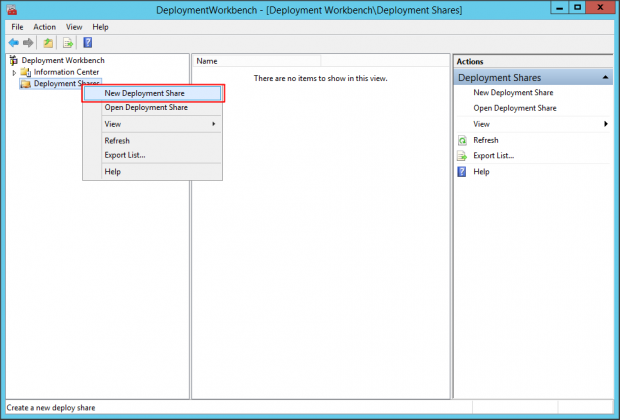 DeploymentWorkbench - [Deployment Workbench\Deployment Shares]
File Action View Help
Deployment Workbench
Information Center
Deployment Shares
New Deployment Share
Open Deployment Share
View
Refresh
Export List...
Help
Name
There are no items to show in this view.
Actions
Deployment Shares
New Deployment Share
Open Deployment Share
View
Refresh
Export List...
Help
Create a new deploy share